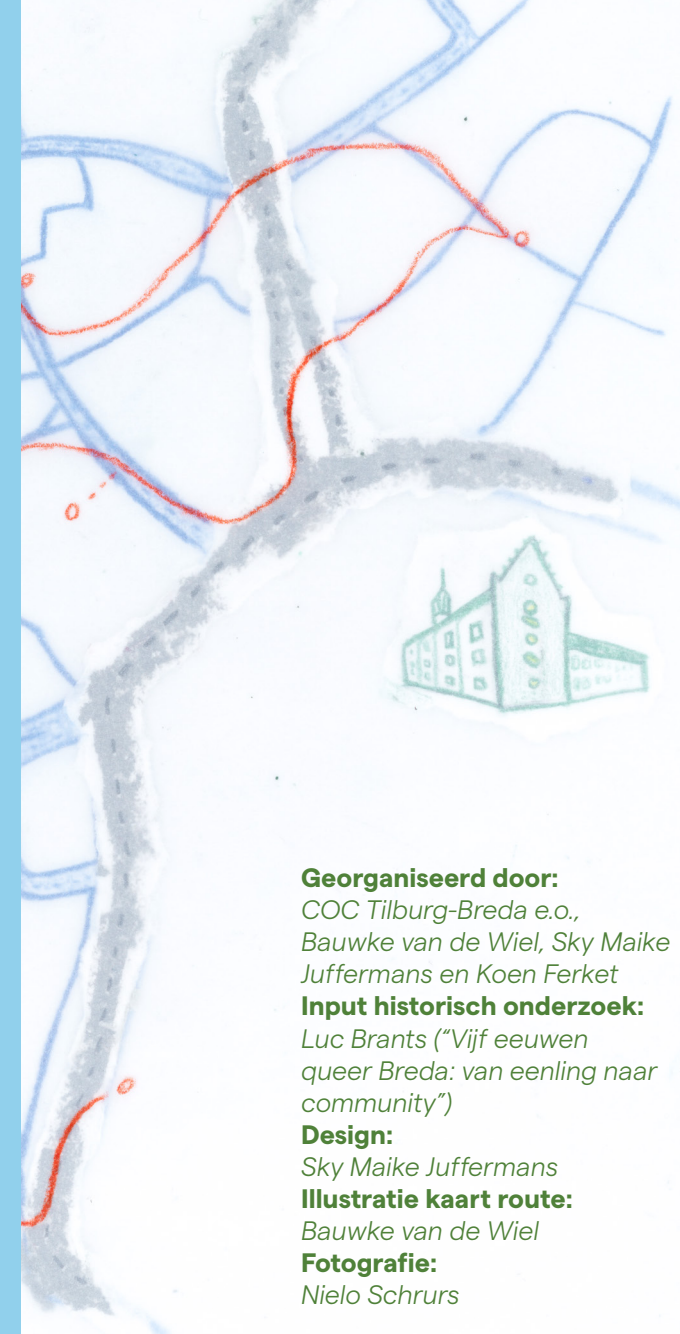 Georganiseerd door:
COC Tilburg-Breda e.o.,
Bauwke van de Wiel, Sky Maike
Juffermans en Koen Ferket
Input historisch onderzoek:
Luc Brants (“Vijf eeuwen
queer Breda: van eenling naar
community”)
Design:
Sky Maike Juffermans
Illustratie kaart route:
Bauwke van de Wiel
Fotografie:
Nielo Schrurs